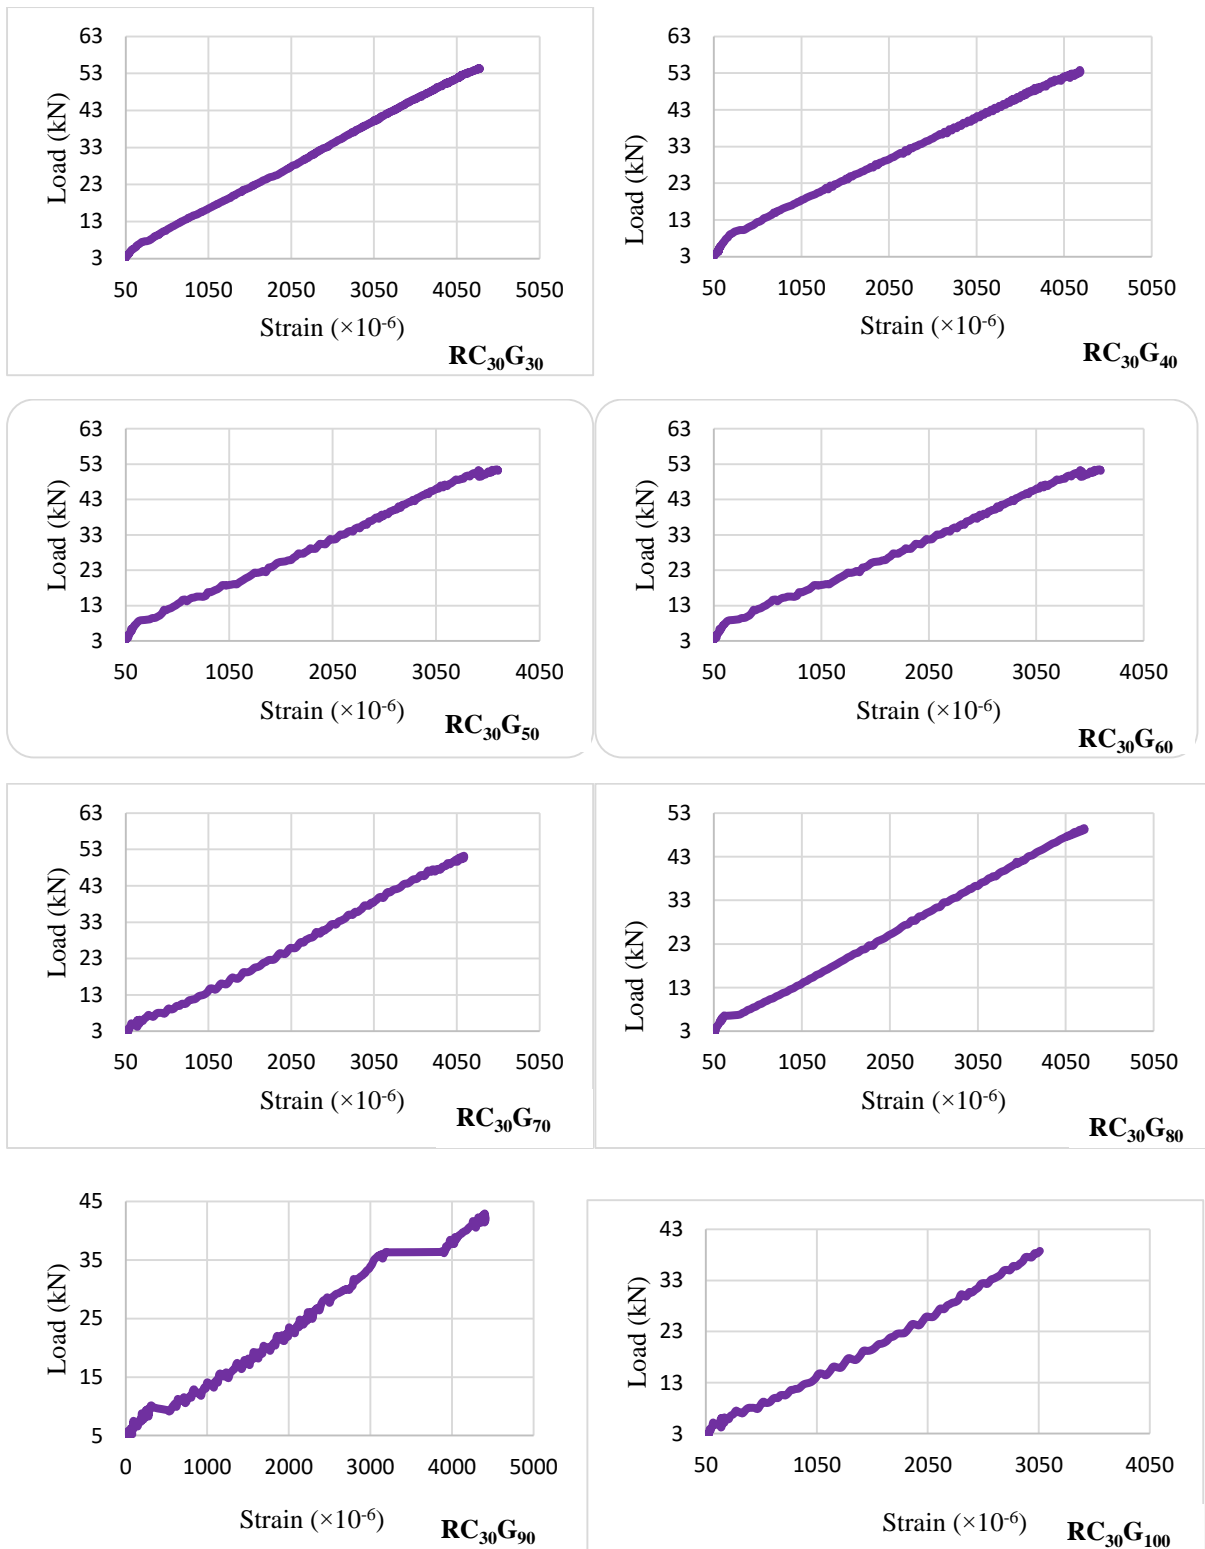 63
53
43
33
23
13
3
Load (kN)
50 1050 2050 3050 4050 5050
Strain (×10⁻⁶)
RC₃₀G₃₀
63
53
43
33
23
13
3
Load (kN)
50 1050 2050 3050 4050 5050
Strain (×10⁻⁶)
RC₃₀G₄₀
63
53
43
33
23
13
3
Load (kN)
50 1050 2050 3050 4050
Strain (×10⁻⁶)
RC₃₀G₅₀
63
53
43
33
23
13
3
Load (kN)
50 1050 2050 3050 4050
Strain (×10⁻⁶)
RC₃₀G₆₀
63
53
43
33
23
13
3
Load (kN)
50 1050 2050 3050 4050 5050
Strain (×10⁻⁶)
RC₃₀G₇₀
53
43
33
23
13
3
Load (kN)
50 1050 2050 3050 4050 5050
Strain (×10⁻⁶)
RC₃₀G₈₀
45
35
25
15
5
Load (kN)
0 1000 2000 3000 4000 5000
Strain (×10⁻⁶)
RC₃₀G₉₀
43
33
23
13
3
Load (kN)
50 1050 2050 3050 4050
Strain (×10⁻⁶)
RC₃₀G₁₀₀